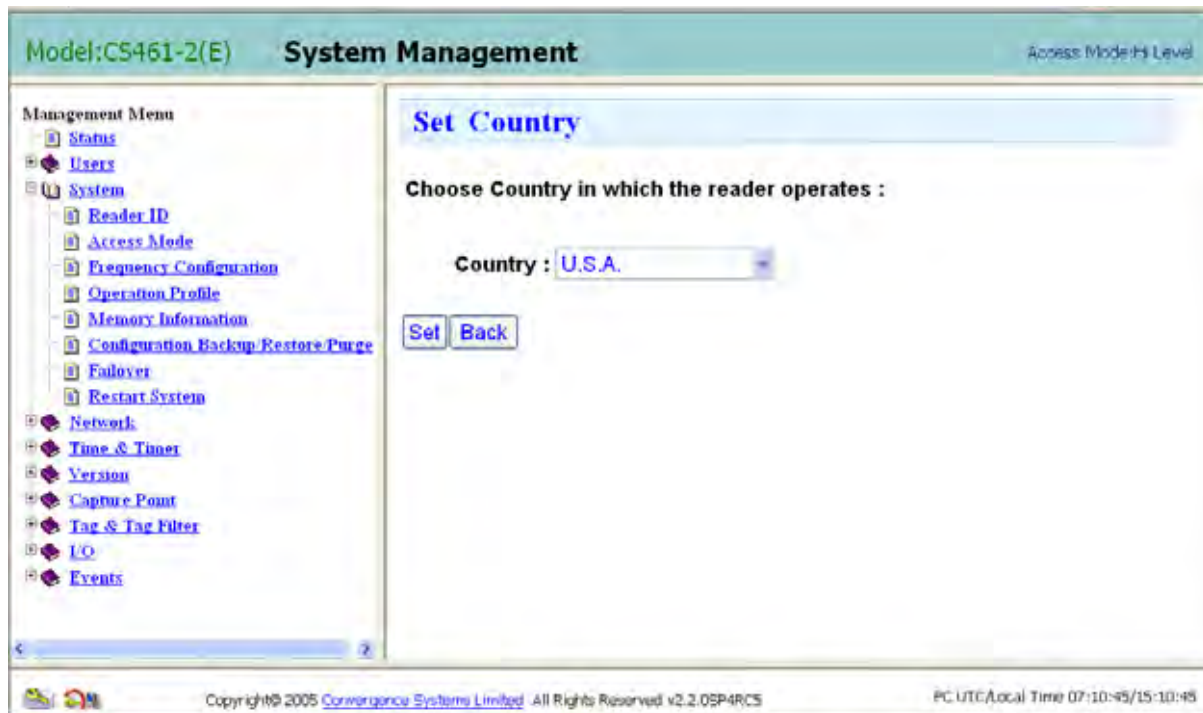 Model:CS461-2(E) System Management Access Mode:Hi Level
Management Menu
Status
Users
System
Reader ID
Access Mode
Frequency Configuration
Operation Profile
Memory Information
Configuration Backup/Restore/Purge
Failover
Restart System
Network
Time & Timer
Version
Capture Point
Tag & Tag Filter
I/O
Events
Set Country
Choose Country in which the reader operates :
Country : U.S.A.
Set Back
Copyright© 2005 Convergence Systems Limited All Rights Reserved v2.2.0SP4RC5 PC UTC/Local Time 07:10:45/15:10:45